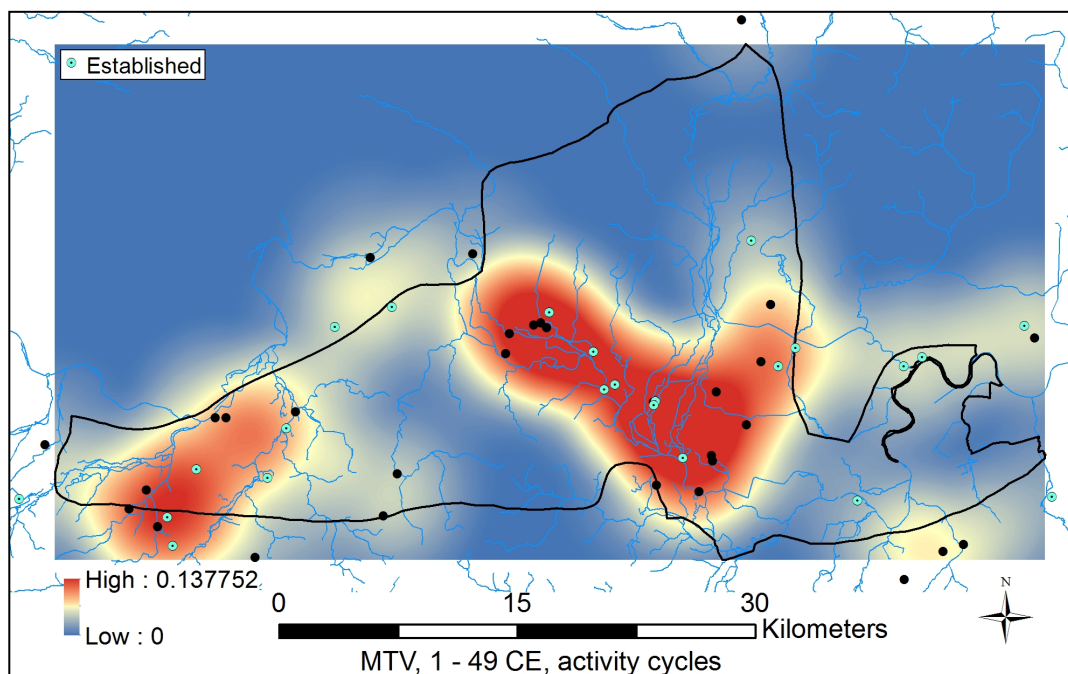 Established
High : 0.137752
Low : 0
0 15 30
Kilometers
N
MTV, 1 - 49 CE, activity cycles